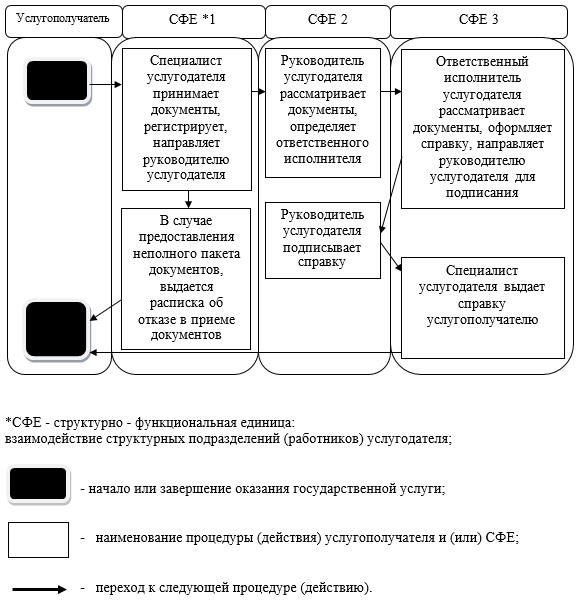 Услугополучатель
СФЕ *1
СФЕ 2
СФЕ 3
Специалист
услугодателя
принимает
документы,
регистрирует,
направляет
руководителю
услугодателя
Руководитель
услугодателя
рассматривает
документы,
определяет
ответственного
исполнителя
Ответственный
исполнитель
услугодателя
рассматривает
документы, оформляет
справку, направляет
руководителю
услугодателя для
подписания
В случае
предоставления
неполного пакета
документов,
выдается
расписка об
отказе в приеме
документов
Руководитель
услугодателя
подписывает
справку
Специалист
услугодателя выдает
справку
услугополучателю
*СФЕ - структурно - функциональная единица:
взаимодействие структурных подразделений (работников) услугодателя;
- начало или завершение оказания государственной услуги;
- наименование процедуры (действия) услугополучателя и (или) СФЕ;
- переход к следующей процедуре (действию).